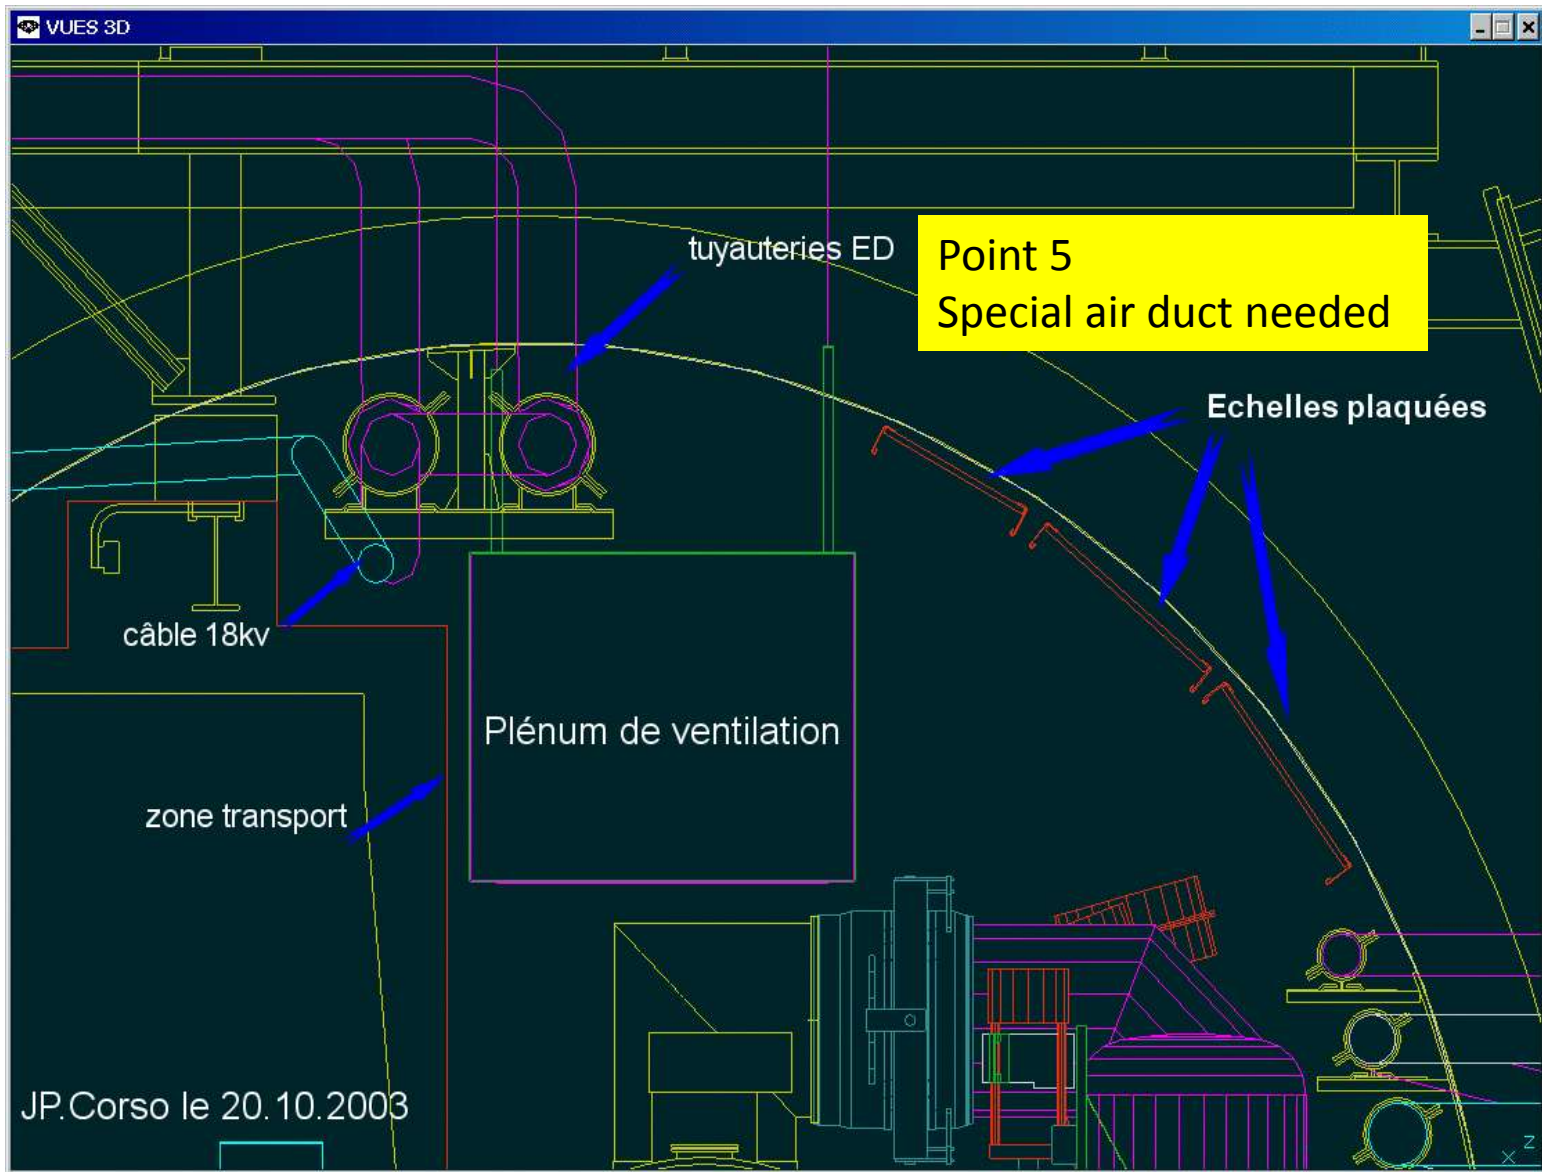 VUES 3D
tuyauteries ED
Point 5
Special air duct needed
Echelles plaquées
câble 18kv
Plénum de ventilation
zone transport
JP.Corso le 20.10.2003
Z
X